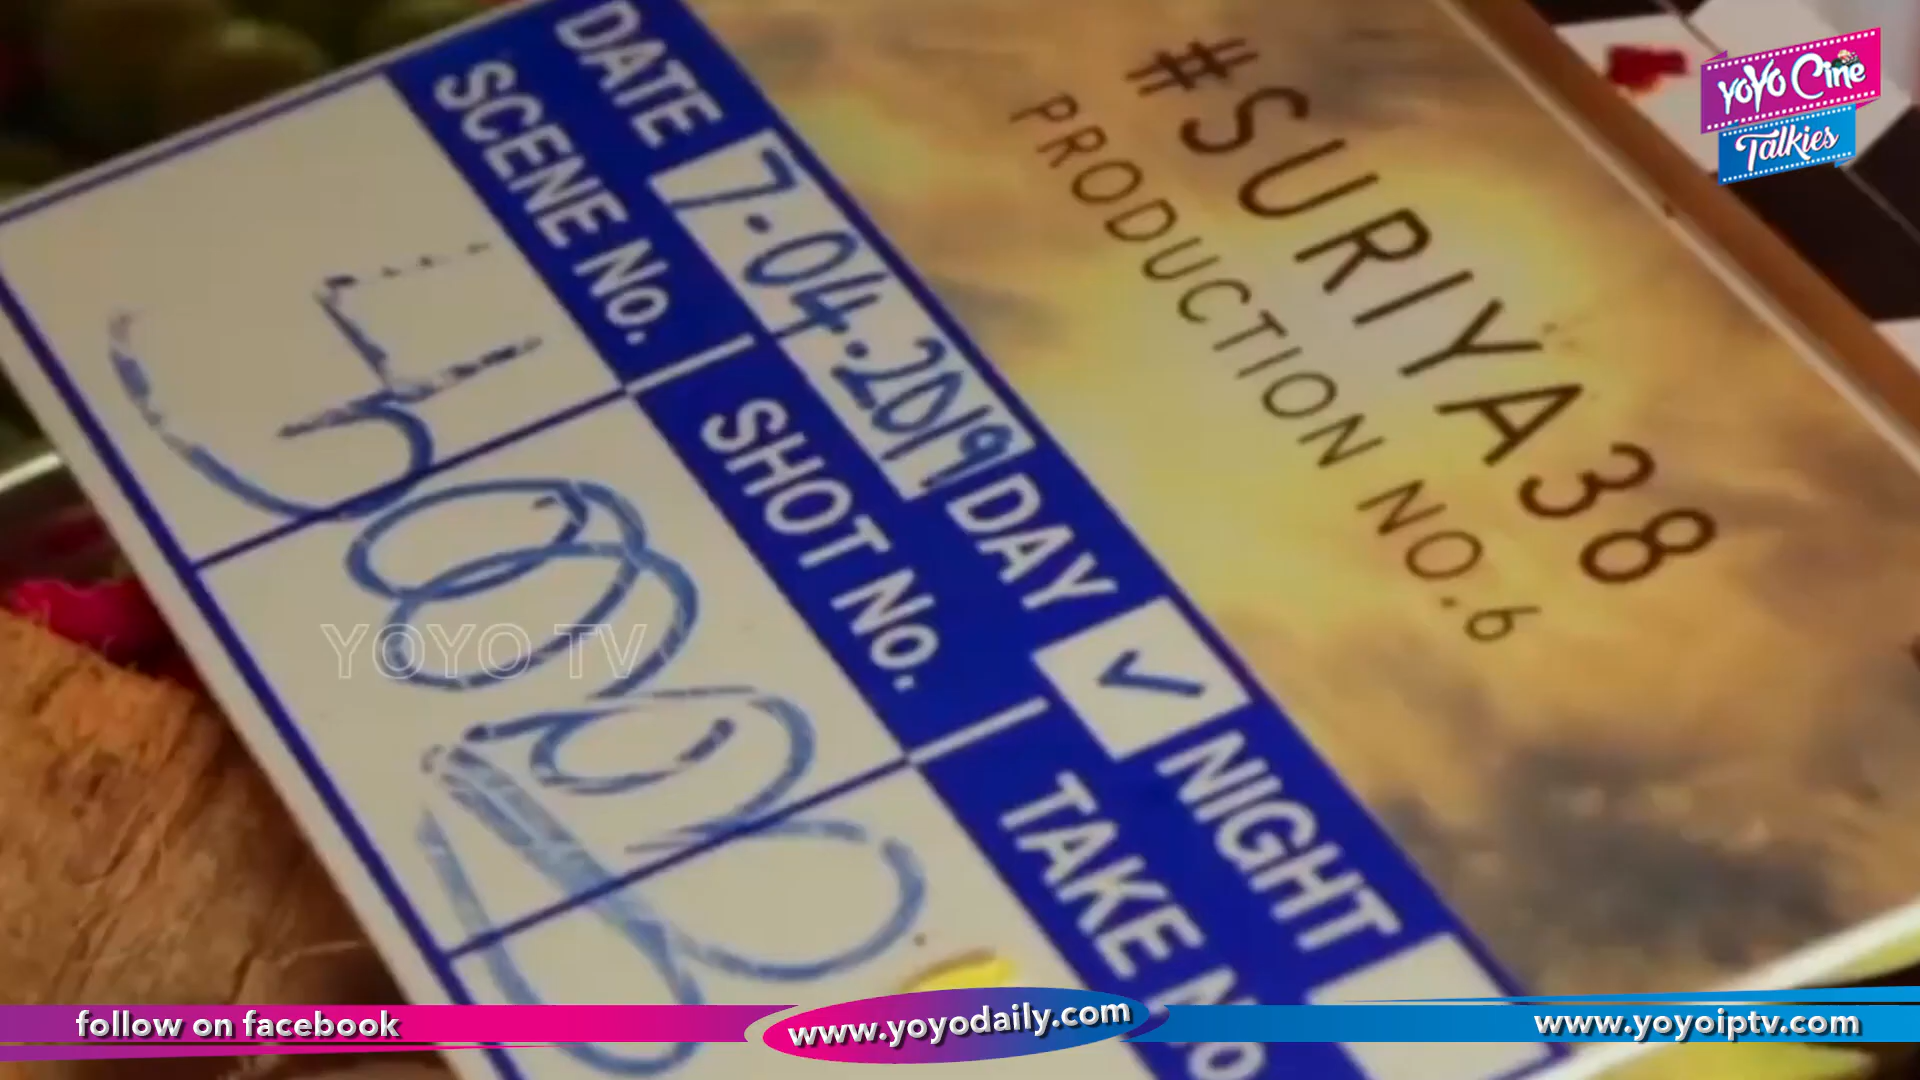 #SURIYA38
PRODUCTION NO.6
DATE 7-04-2019 DAY ✓ NIGHT
SCENE No. SHOT No. TAKE No
YOYO Cine
Talkies
YOYO TV
follow on facebook
www.yoyodaily.com
www.yoyoiptv.com